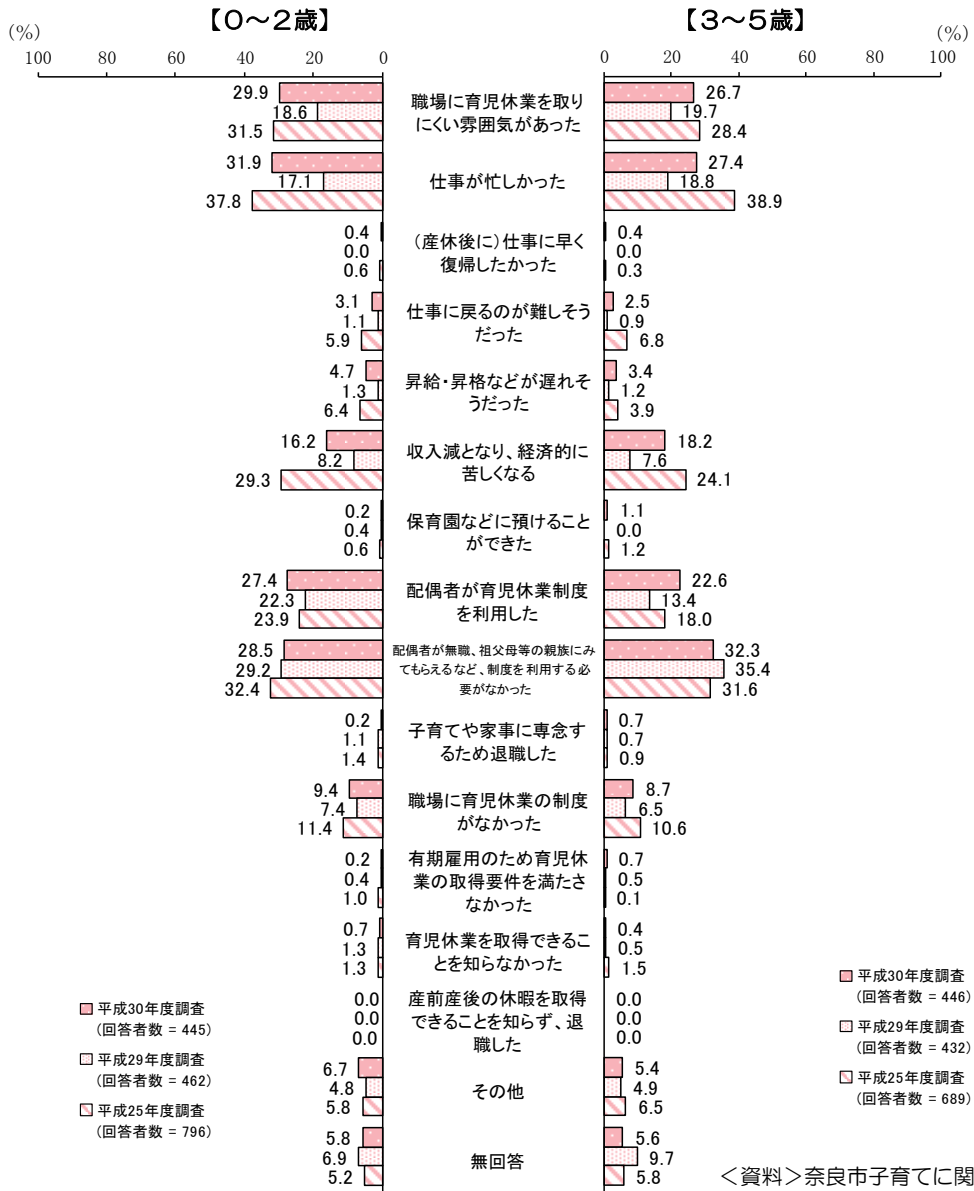 【0～2歳】
【3～5歳】
(%)
(%)
100 80 60 40 20 0
0 20 40 60 80 100
29.9
18.6
31.5
職場に育児休業を取り
にくい雰囲気があった
26.7
19.7
28.4
31.9
17.1
37.8
仕事が忙しかった
27.4
18.8
38.9
0.4
0.0
0.6
(産休後に)仕事に早く
復帰したかった
0.4
0.0
0.3
3.1
1.1
5.9
仕事に戻るのが難しそう
だった
2.5
0.9
6.8
4.7
1.3
6.4
昇給・昇格などが遅れそ
うだった
3.4
1.2
3.9
16.2
8.2
29.3
収入減となり、経済的に
苦しくなる
18.2
7.6
24.1
0.2
0.4
0.6
保育園などに預けること
ができた
1.1
0.0
1.2
27.4
22.3
23.9
配偶者が育児休業制度
を利用した
22.6
13.4
18.0
28.5
29.2
32.4
配偶者が無職、祖父母等の親族にみ
てもらえるなど、制度を利用する必
要がなかった
32.3
35.4
31.6
0.2
1.1
1.4
子育てや家事に専念す
るため退職した
0.7
0.7
0.9
9.4
7.4
11.4
職場に育児休業の制度
がなかった
8.7
6.5
10.6
0.2
0.4
1.0
有期雇用のため育児休
業の取得要件を満たさ
なかった
0.7
0.5
0.1
0.7
1.3
1.3
育児休業を取得できるこ
とを知らなかった
0.4
0.5
1.5
0.0
0.0
0.0
産前産後の休暇を取得
できることを知らず、退
職した
0.0
0.0
0.0
6.7
4.8
5.8
その他
5.4
4.9
6.5
5.8
6.9
5.2
無回答
5.6
9.7
5.8
平成30年度調査
(回答者数 = 445)
平成29年度調査
(回答者数 = 462)
平成25年度調査
(回答者数 = 796)
平成30年度調査
(回答者数 = 446)
平成29年度調査
(回答者数 = 432)
平成25年度調査
(回答者数 = 689)
＜資料＞奈良市子育てに関